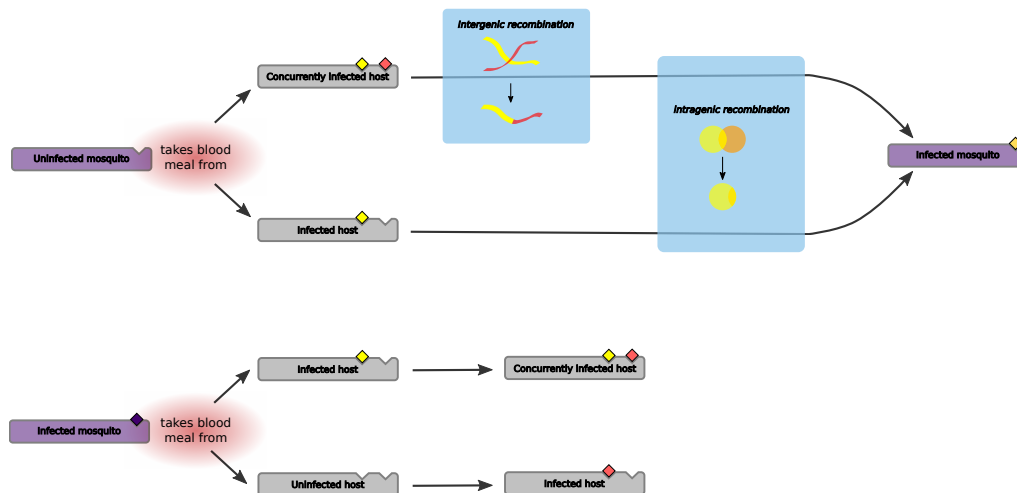 Intergenic recombination
Concurrently infected host
Intragenic recombination
Uninfected mosquito
takes blood
meal from
Infected mosquito
Infected host
Infected host
Concurrently infected host
Infected mosquito
takes blood
meal from
Uninfected host
Infected host